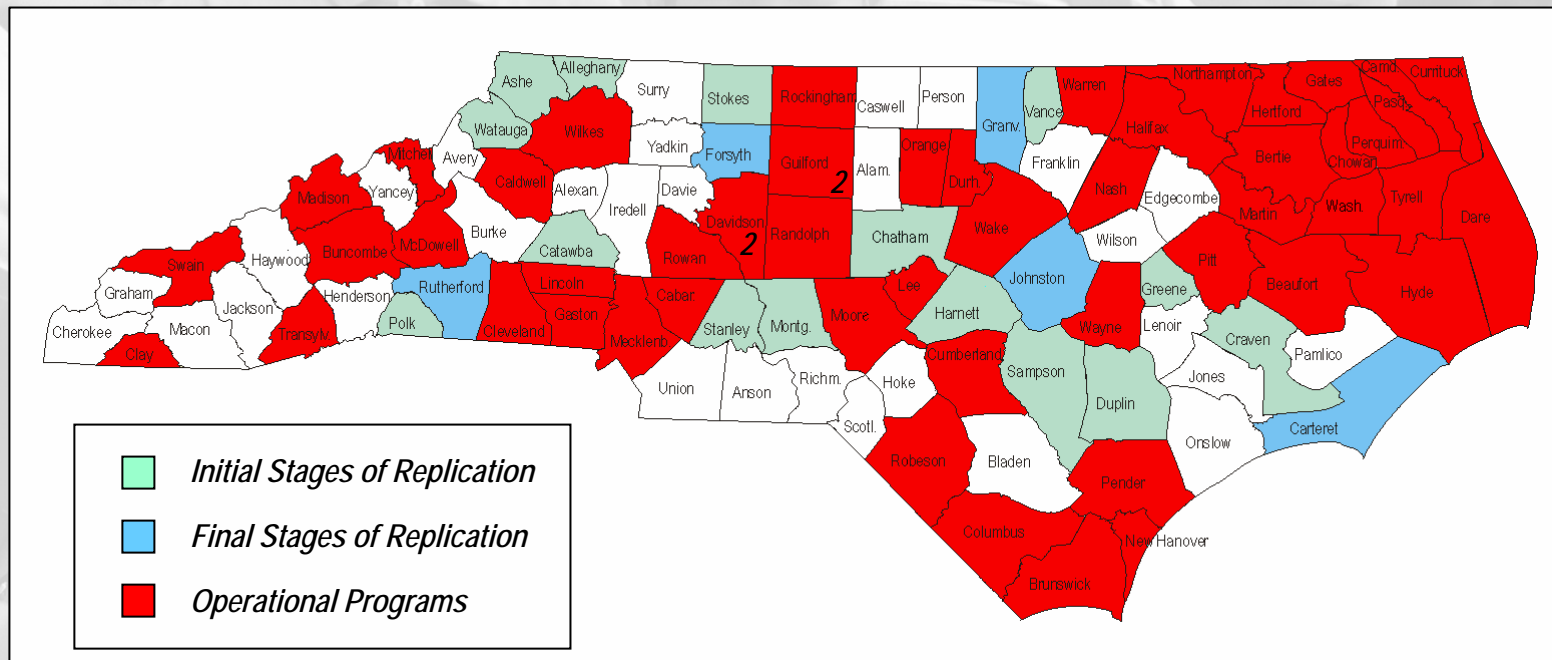 Ashe
Alleghany
Surry
Stokes
Rockingham
Caswell
Person
Granv.
Vance
Warren
Northampton
Gates
Camd.
Currituck
Pasq.
Hertford
Halifax
Watauga
Wilkes
Yadkin
Forsyth
Guilford
2
Alam.
Orange
Durh.
Franklin
Nash
Edgecombe
Bertie
Chowan
Perquim.
Mitchell
Avery
Caldwell
Alexan.
Iredell
Davie
Davidson
2
Randolph
Chatham
Wake
Wilson
Martin
Wash.
Tyrell
Dare
Madison
Yancey
McDowell
Burke
Catawba
Rowan
Johnston
Pitt
Beaufort
Hyde
Swain
Haywood
Buncombe
Rutherford
Lincoln
Cabar.
Lee
Harnett
Wayne
Greene
Graham
Jackson
Henderson
Polk
Cleveland
Gaston
Mecklenb
Stanley
Montg.
Moore
Lenoir
Craven
Pamlico
Cherokee
Macon
Clay
Transylv.
Union
Anson
Richm.
Hoke
Cumberland
Sampson
Duplin
Jones
Scotl.
Onslow
Carteret
Robeson
Bladen
Pender
Columbus
New Hanover
Brunswick
Initial Stages of Replication
Final Stages of Replication
Operational Programs